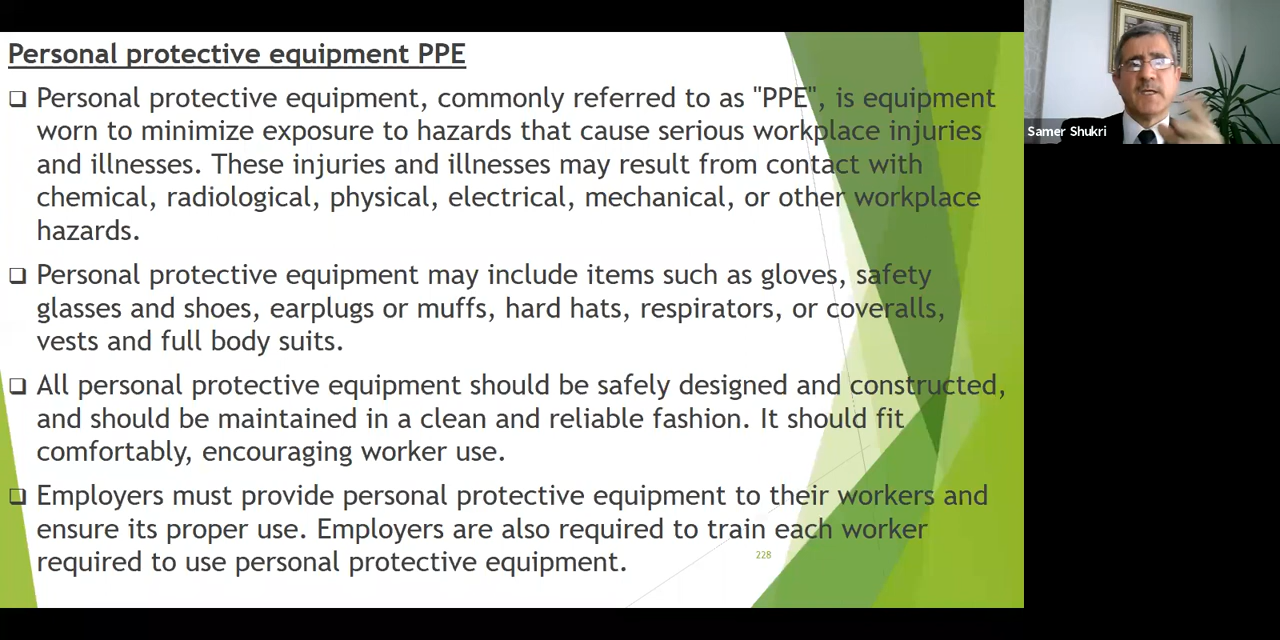 Personal protective equipment PPE
Personal protective equipment, commonly referred to as "PPE", is equipment
worn to minimize exposure to hazards that cause serious workplace injuries
and illnesses. These injuries and illnesses may result from contact with
chemical, radiological, physical, electrical, mechanical, or other workplace
hazards.
Personal protective equipment may include items such as gloves, safety
glasses and shoes, earplugs or muffs, hard hats, respirators, or coveralls,
vests and full body suits.
All personal protective equipment should be safely designed and constructed,
and should be maintained in a clean and reliable fashion. It should fit
comfortably, encouraging worker use.
Employers must provide personal protective equipment to their workers and
ensure its proper use. Employers are also required to train each worker
required to use personal protective equipment.
228
Samer Shukri